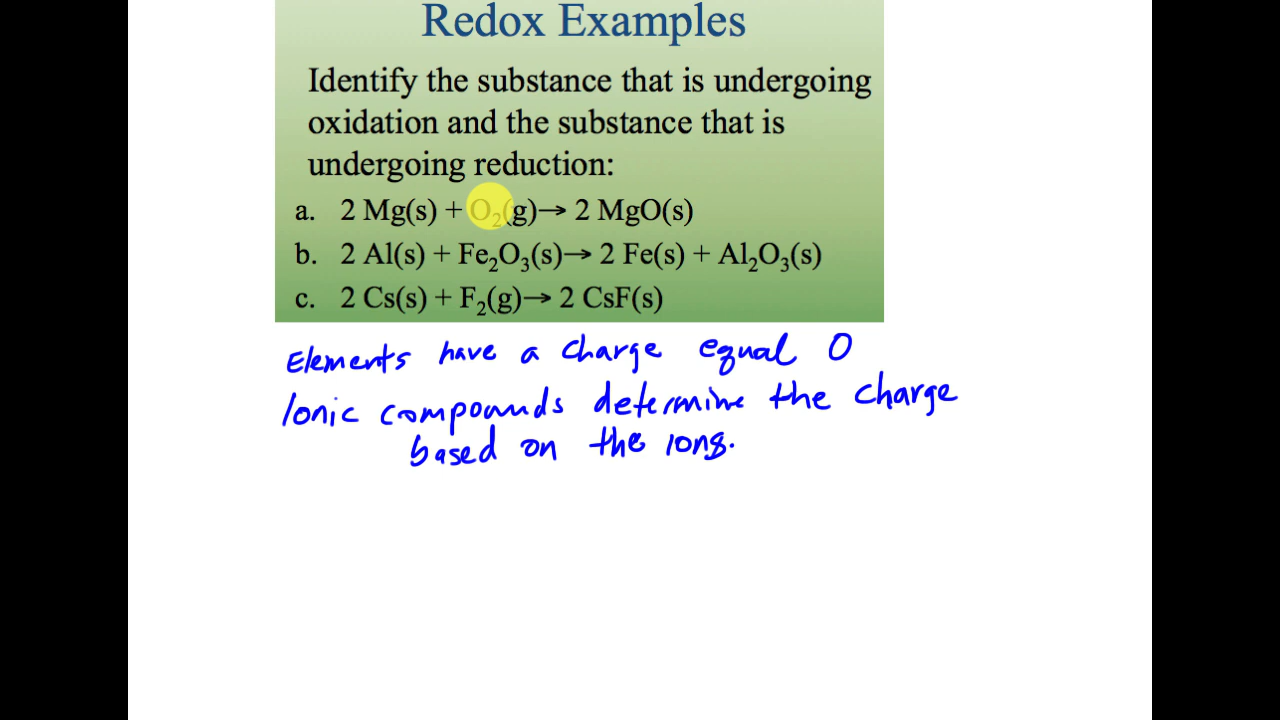 Redox Examples
Identify the substance that is undergoing
oxidation and the substance that is
undergoing reduction:
a. 2 Mg(s) + O₂(g)→ 2 MgO(s)
b. 2 Al(s) + Fe₂O₃(s)→ 2 Fe(s) + Al₂O₃(s)
c. 2 Cs(s) + F₂(g)→ 2 CsF(s)
Elements have a charge equal 0
Ionic compounds determine the charge
based on the ions.